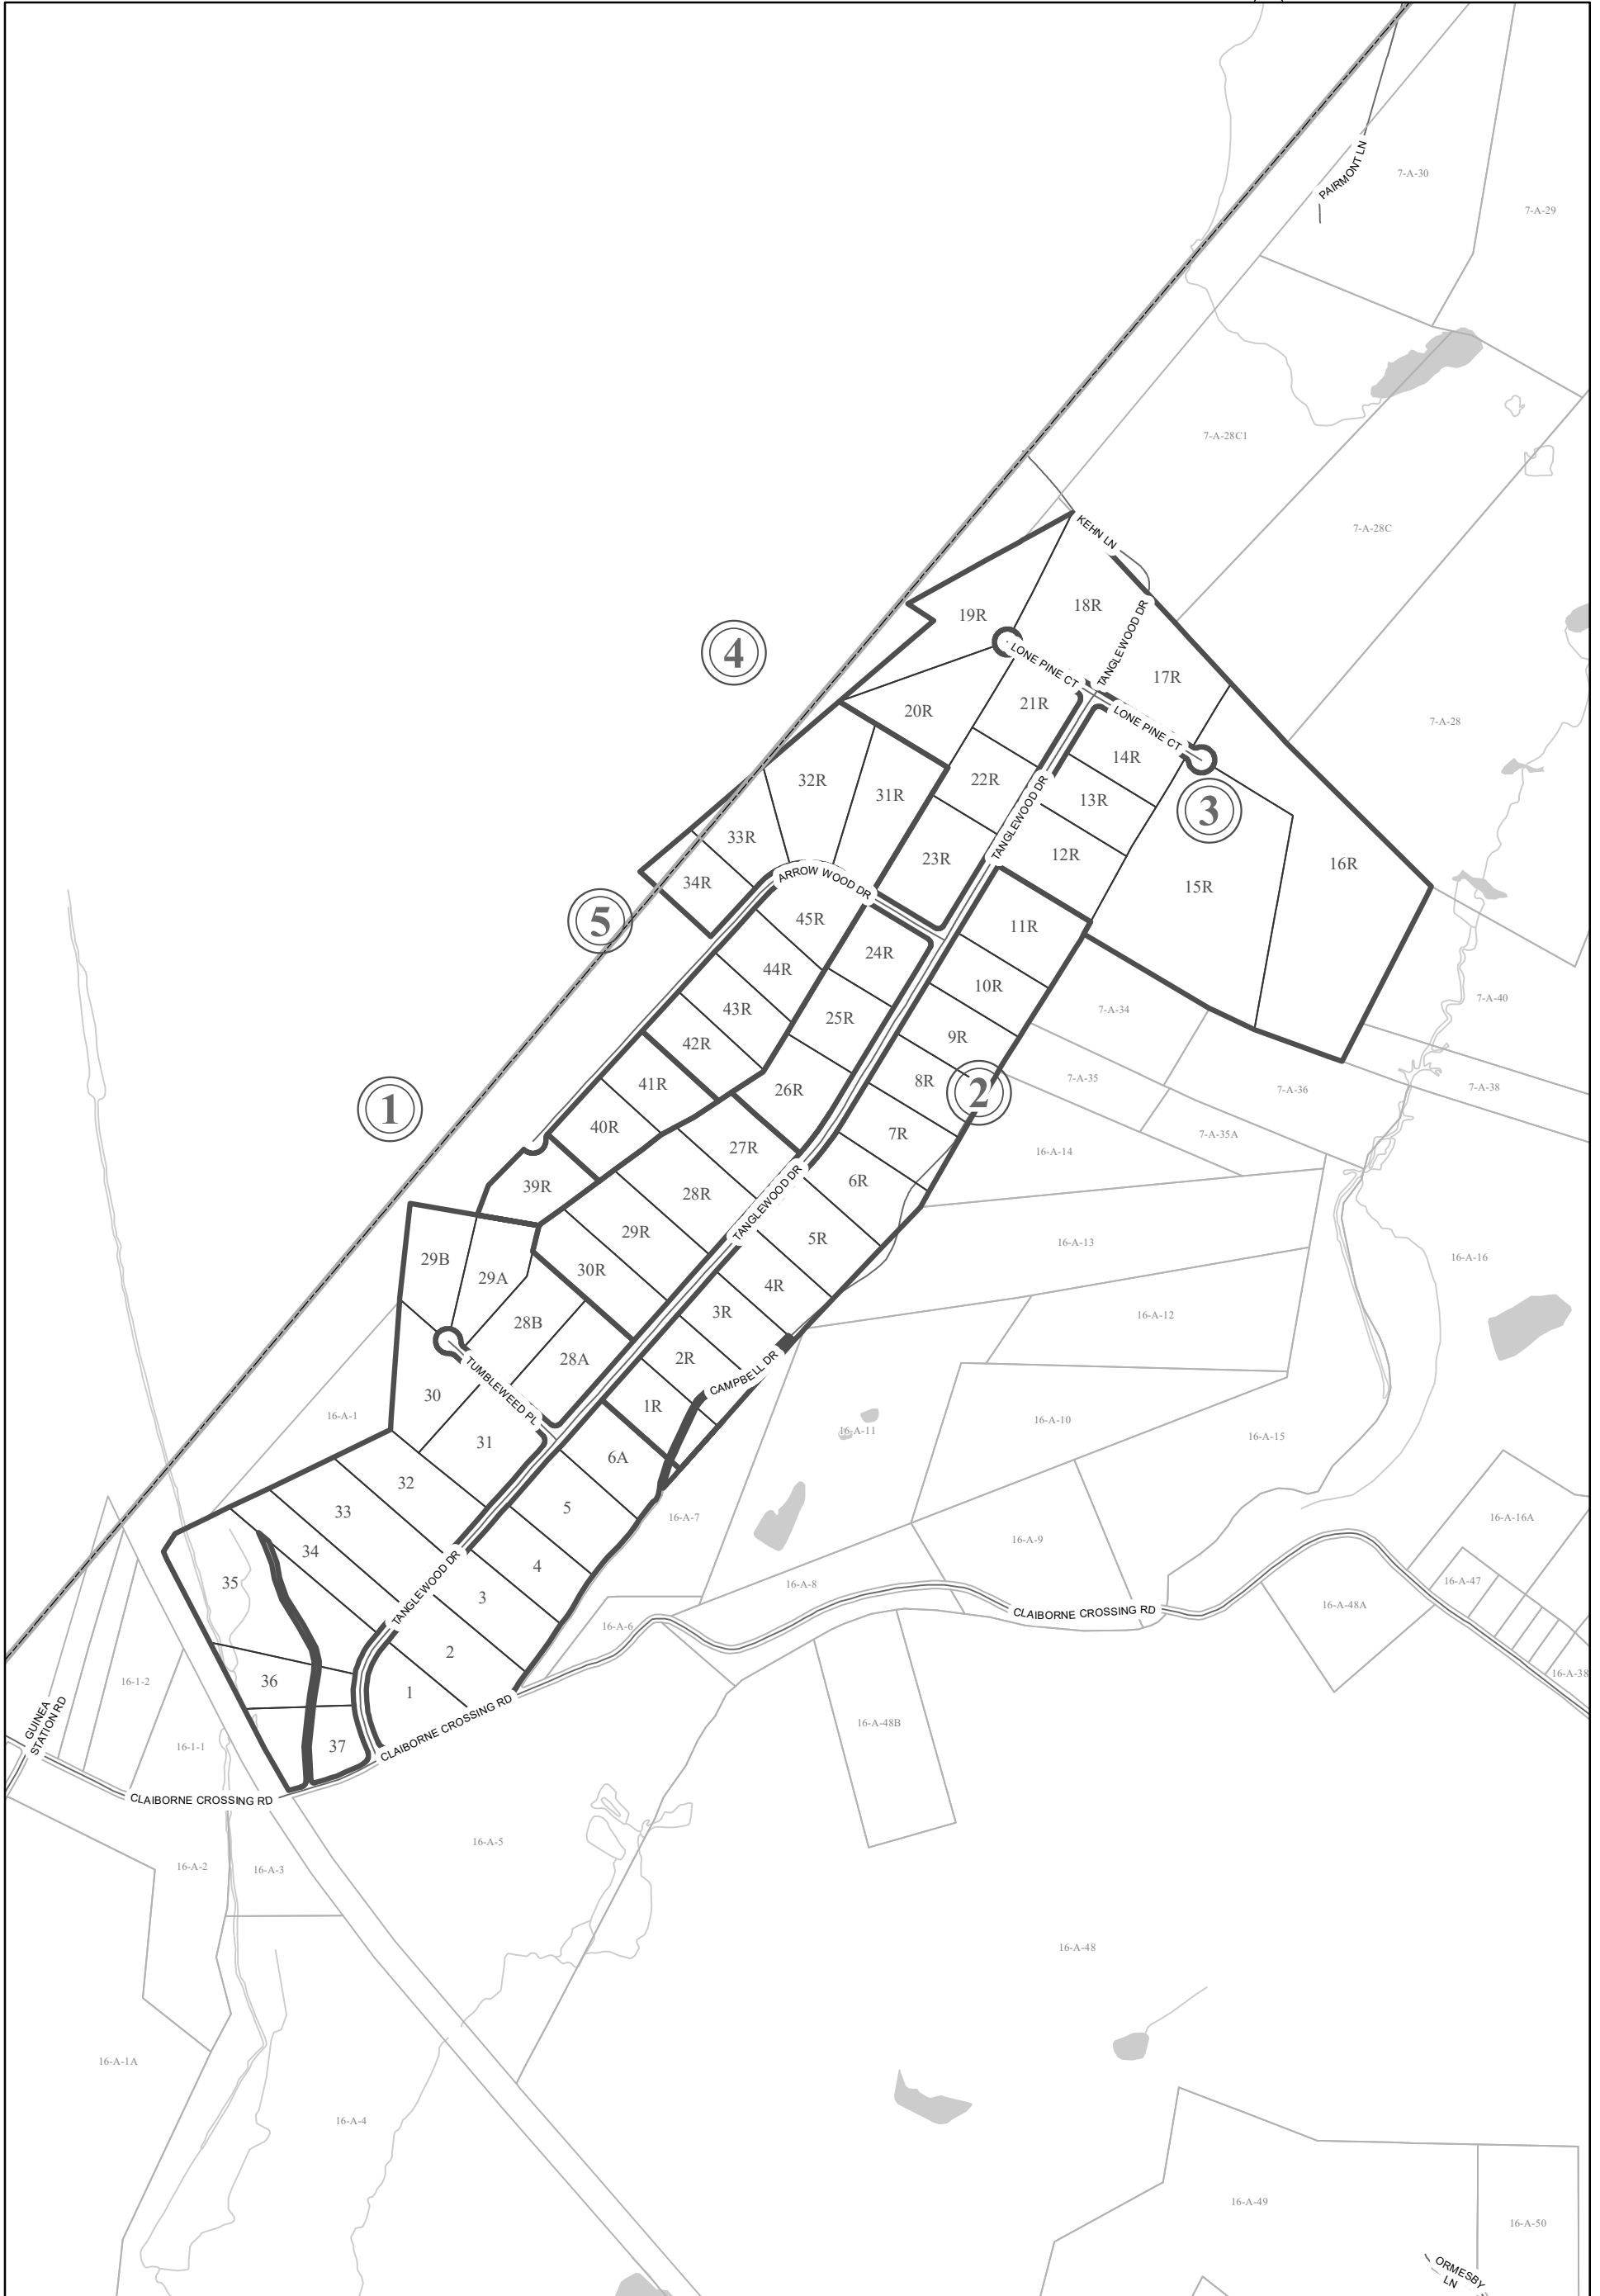 PAIRMONT LN
7-A-30
7-A-29
7-A-28C1
7-A-28C
KEHN LN
19R
18R
TANGLEWOOD DR
4
LONE PINE CT
17R
20R
21R
LONE PINE CT
7-A-28
14R
32R
22R
31R
TANGLEWOOD DR
13R
3
33R
23R
12R
16R
34R
ARROW WOOD DR
15R
5
45R
11R
24R
44R
10R
7-A-40
43R
25R
7-A-34
9R
42R
41R
26R
8R
2
7-A-35
7-A-36
7-A-38
1
40R
27R
7R
7-A-35A
16-A-14
39R
28R
TANGLEWOOD DR
6R
29R
5R
16-A-13
29B
29A
30R
4R
16-A-16
28B
3R
16-A-12
28A
2R
TUMBLEWEED PL
CAMPBELL DR
30
1R
16-A-1
16-A-11
16-A-10
16-A-15
31
6A
32
5
16-A-7
33
16-A-16A
34
4
16-A-9
35
TANGLEWOOD DR
3
16-A-8
16-A-47
CLAIBORNE CROSSING RD
16-A-48A
16-A-6
2
36
16-1-2
1
16-A-38
GUINEA
STATION RD
37
CLAIBORNE CROSSING RD
16-A-48B
16-1-1
CLAIBORNE CROSSING RD
16-A-5
16-A-2
16-A-3
16-A-48
16-A-1A
16-A-4
16-A-49
16-A-50
ORMESBY
LN